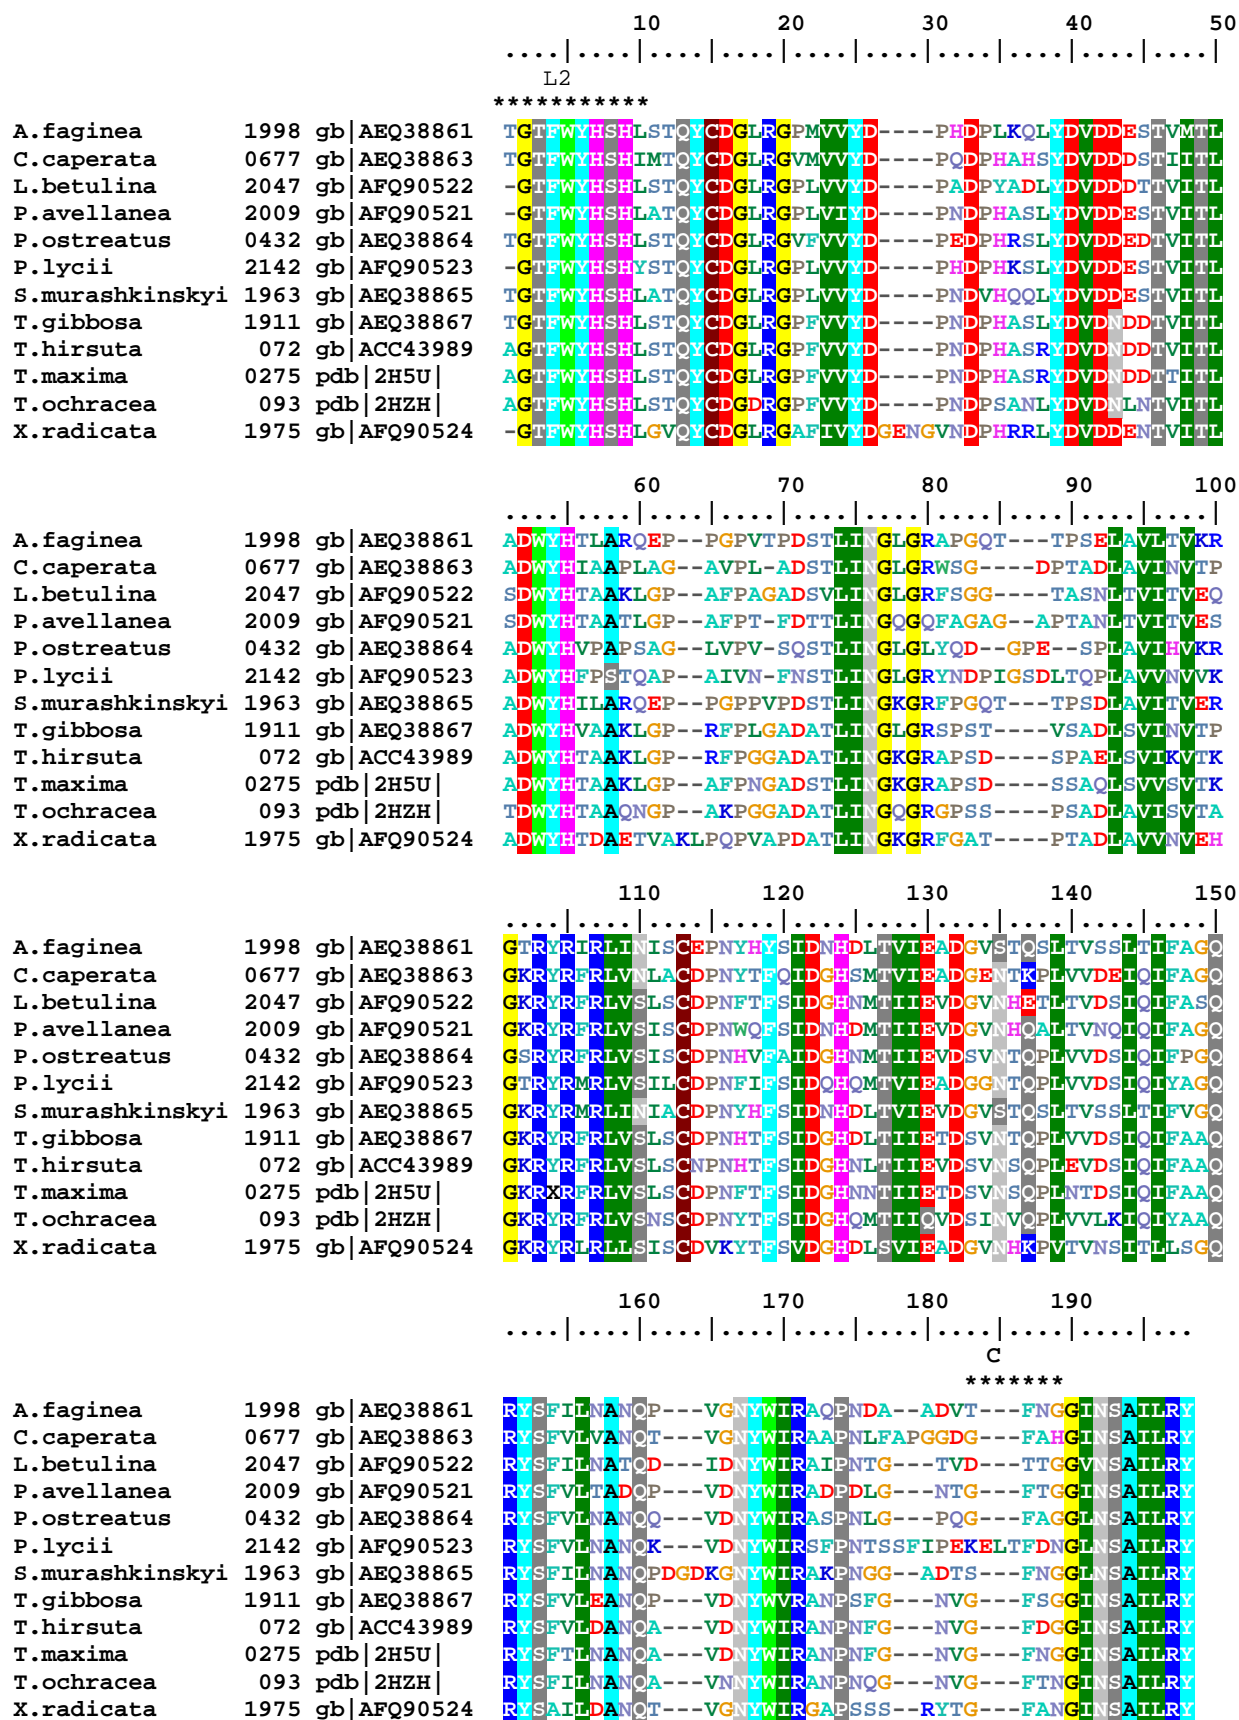 10 20 30 40 50
....|....|....|....|....|....|....|....|....|....|
L2
***********
A.faginea 1998 gb|AEQ38861 TGTFWYHSHLSTQYCDGLRGPMVVYD----PHDPLKQLYDVDDESTVMTL
C.caperata 0677 gb|AEQ38863 TGTFWYHSHIMTQYCDGLRGVMVVYD----PQDPHAHSYDVDDDSTIITL
L.betulina 2047 gb|AFQ90522 -GTFWYHSHLSTQYCDGLRGPLVVYD----PADPYADLYDVDDDTTVITL
P.avellanea 2009 gb|AFQ90521 -GTFWYHSHLATQYCDGLRGPLVIYD----PNDPHASLYDVDDESTVITL
P.ostreatus 0432 gb|AEQ38864 TGTFWYHSHLSTQYCDGLRGVFVVYD----PEDPHRSLYDVDDEDTVITL
P.lycii 2142 gb|AFQ90523 -GTFWYHSHYSTQYCDGLRGPLVVYD----PHDPHKSLYDVDDESTVITL
S.murashkinskyi 1963 gb|AEQ38865 TGTFWYHSHLATQYCDGLRGPLVVYD----PNDVHQQLYDVDDESTVITL
T.gibbosa 1911 gb|AEQ38867 TGTFWYHSHLSTQYCDGLRGPFVVYD----PNDPHASLYDVDNDDTVITL
T.hirsuta 072 gb|ACC43989 AGTFWYHSHLSTQYCDGLRGPFVVYD----PNDPHASRYDVDNDDTVITL
T.maxima 0275 pdb|2H5U| AGTFWYHSHLSTQYCDGLRGPFVVYD----PNDPHASRYDVDNDDTTITL
T.ochracea 093 pdb|2HZH| AGTFWYHSHLSTQYCDGDRGPFVVYD----PNDPSANLYDVDNLNTVITL
X.radicata 1975 gb|AFQ90524 -GTFWYHSHLGVQYCDGLRGAFIVYDGENGVNDPHRRLYDVDDENTVITL
60 70 80 90 100
....|....|....|....|....|....|....|....|....|....|
A.faginea 1998 gb|AEQ38861 ADWYHTLARQEP--PGPVTPDSTLINGLGRAPGQT---TPSELAVLTVKR
C.caperata 0677 gb|AEQ38863 ADWYHIAAPLAG--AVPL-ADSTLINGLGRWSG----DPTADLAVINVTP
L.betulina 2047 gb|AFQ90522 SDWYHTAAKLGP--AFPAGADSVLINGLGRFSGG----TASNLTVITVEQ
P.avellanea 2009 gb|AFQ90521 SDWYHTAATLGP--AFPT-FDTTLINGQGQFAGAG--APTANLTVITVES
P.ostreatus 0432 gb|AEQ38864 ADWYHVPAPSAG--LVPV-SQSTLINGLGLYQD--GPE--SPLAVIHVKR
P.lycii 2142 gb|AFQ90523 ADWYHFPSTQAP--AIVN-FNSTLINGLGRYNDPIGSDLTQPLAVVNVVK
S.murashkinskyi 1963 gb|AEQ38865 ADWYHILARQEP--PGPPVPDSTLINGKGRFPGQT---TPSDLAVITVER
T.gibbosa 1911 gb|AEQ38867 ADWYHVAAKLGP--RFPLGADATLINGLGRSPST----VSADLSVINVTP
T.hirsuta 072 gb|ACC43989 ADWYHTAAKLGP--RFPGGADATLINGKGRAPSD----SPAELSVIKVTK
T.maxima 0275 pdb|2H5U| ADWYHTAAKLGP--AFPNGADSTLINGKGRAPSD----SSAQLSVVSVTK
T.ochracea 093 pdb|2HZH| TDWYHTAAQNGP--AKPGGADATLINGQGRGPSS----PSADLAVISVTA
X.radicata 1975 gb|AFQ90524 ADWYHTDAETVAKLPQPVAPDATLINGKGRFGAT----PTADLAVVNVEH
110 120 130 140 150
....|....|....|....|....|....|....|....|....|....|
A.faginea 1998 gb|AEQ38861 GTRYRIRLINISCEPNYHYSIDNHDLTVIEADGVSTQSLTVSSLTIFAGQ
C.caperata 0677 gb|AEQ38863 GKRYRFRLVNLACDPNYTFQIDGHSMTVIEADGENTKPLVVDEIQIFAGQ
L.betulina 2047 gb|AFQ90522 GKRYRFRLVSLSCDPNFTFSIDGHNMTIIEVDGVNHETLTVDSIQIFASQ
P.avellanea 2009 gb|AFQ90521 GKRYRFRLVSISCDPNWQFSIDNHDMTIIEVDGVNHQALTVNQIQIFAGQ
P.ostreatus 0432 gb|AEQ38864 GSRYRFRLVSISCDPNHVFAIDGHNMTIIEVDSVNTQPLVVDSIQIFPGQ
P.lycii 2142 gb|AFQ90523 GTRYRMRLVSILCDPNFIFSIDQHQMTVIEADGGNTQPLVVDSIQIYAGQ
S.murashkinskyi 1963 gb|AEQ38865 GKRYRMRLINIACDPNYHFSIDNHDLTVIEVDGVSTQSLTVSSLTIFVGQ
T.gibbosa 1911 gb|AEQ38867 GKRYRFRLVSLSCDPNHTFSIDGHDLTIIETDSVNTQPLVVDSIQIFAAQ
T.hirsuta 072 gb|ACC43989 GKRYRFRLVSLSCNPNHTFSIDGHNLTIIEVDSVNSQPLEVDSIQIFAAQ
T.maxima 0275 pdb|2H5U| GKRXRFRLVSLSCDPNFTFSIDGHNNTIIETDSVNSQPLNTDSIQIFAAQ
T.ochracea 093 pdb|2HZH| GKRYRFRLVSNSCDPNYTFSIDGHQMTIIQVDSINVQPLVVLKIQIYAAQ
X.radicata 1975 gb|AFQ90524 GKRYRLRLLSISCDVKYTFSVDGHDLSVIEADGVNHKPVTVNSITLLSGQ
160 170 180 190
....|....|....|....|....|....|....|....|....|...
C
*******
A.faginea 1998 gb|AEQ38861 RYSFILNANQP---VGNYWIRAQPNDA--ADVT---FNGGINSAILRY
C.caperata 0677 gb|AEQ38863 RYSFVLVANQT---VGNYWIRAAPNLFAPGGDG---FAHGINSAILRY
L.betulina 2047 gb|AFQ90522 RYSFILNATQD---IDNYWIRAIPNTG---TVD---TTGGVNSAILRY
P.avellanea 2009 gb|AFQ90521 RYSFVLTADQP---VDNYWIRADPDLG---NTG---FTGGINSAILRY
P.ostreatus 0432 gb|AEQ38864 RYSFVLNANQQ---VDNYWIRASPNLG---PQG---FAGGLNSAILRY
P.lycii 2142 gb|AFQ90523 RYSFVLNANQK---VDNYWIRSFPNTSSFIPEKELTFDNGLNSAILRY
S.murashkinskyi 1963 gb|AEQ38865 RYSFILNANQPDGDKGNYWIRAKPNGG--ADTS---FNGGLNSAILRY
T.gibbosa 1911 gb|AEQ38867 RYSFVLEANQP---VDNYWVRANPSFG---NVG---FSGGLNSAILRY
T.hirsuta 072 gb|ACC43989 RYSFVLDANQA---VDNYWIRANPNFG---NVG---FDGGINSAILRY
T.maxima 0275 pdb|2H5U| RYSFTLNANQA---VDNYWIRANPNFG---NVG---FNGGINSAILRY
T.ochracea 093 pdb|2HZH| RYSFILNANQA---VNNYWIRANPNQG---NVG---FTNGINSAILRY
X.radicata 1975 gb|AFQ90524 RYSAILDANQT---VGNYWIRGAPSSS--RYTG---FANGINSAILRY